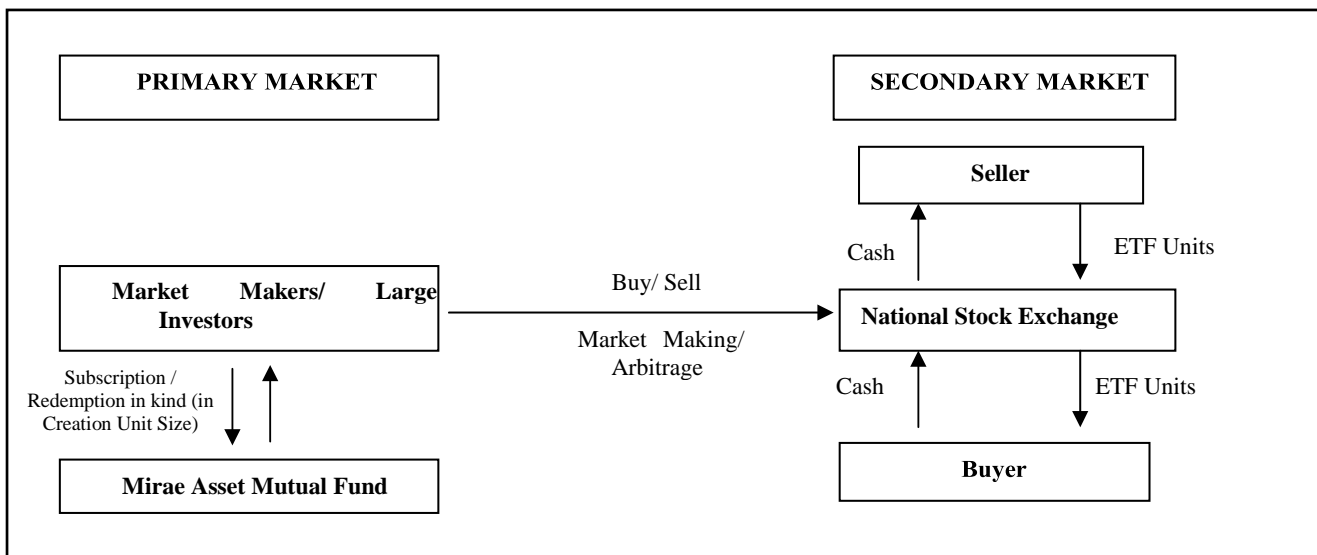 PRIMARY MARKET
SECONDARY MARKET
Seller
Cash
ETF Units
Market Makers/ Large
Investors
Buy/ Sell
Market Making/
Arbitrage
National Stock Exchange
Subscription /
Redemption in kind (in
Creation Unit Size)
Cash
ETF Units
Mirae Asset Mutual Fund
Buyer